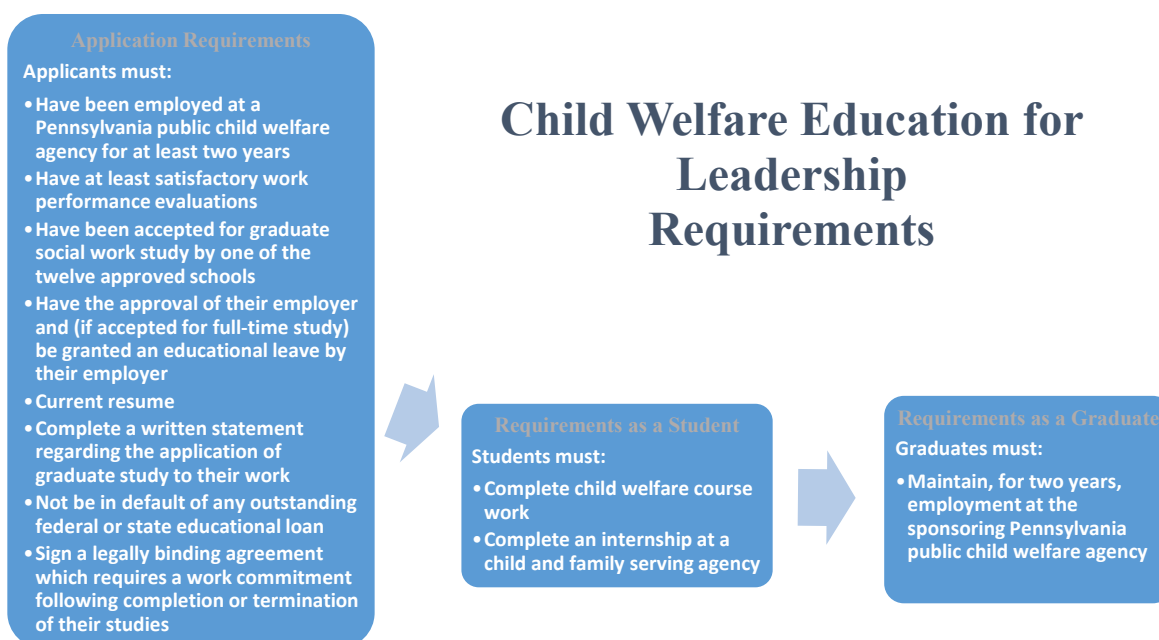 Application Requirements
Applicants must:
•Have been employed at a
Pennsylvania public child welfare
agency for at least two years
•Have at least satisfactory work
performance evaluations
•Have been accepted for graduate
social work study by one of the
twelve approved schools
•Have the approval of their employer
and (if accepted for full-time study)
be granted an educational leave by
their employer
•Current resume
•Complete a written statement
regarding the application of
graduate study to their work
•Not be in default of any outstanding
federal or state educational loan
•Sign a legally binding agreement
which requires a work commitment
following completion or termination
of their studies
Child Welfare Education for
Leadership
Requirements
Requirements as a Student
Students must:
•Complete child welfare course
work
•Complete an internship at a
child and family serving agency
Requirements as a Graduate
Graduates must:
•Maintain, for two years,
employment at the
sponsoring Pennsylvania
public child welfare agency